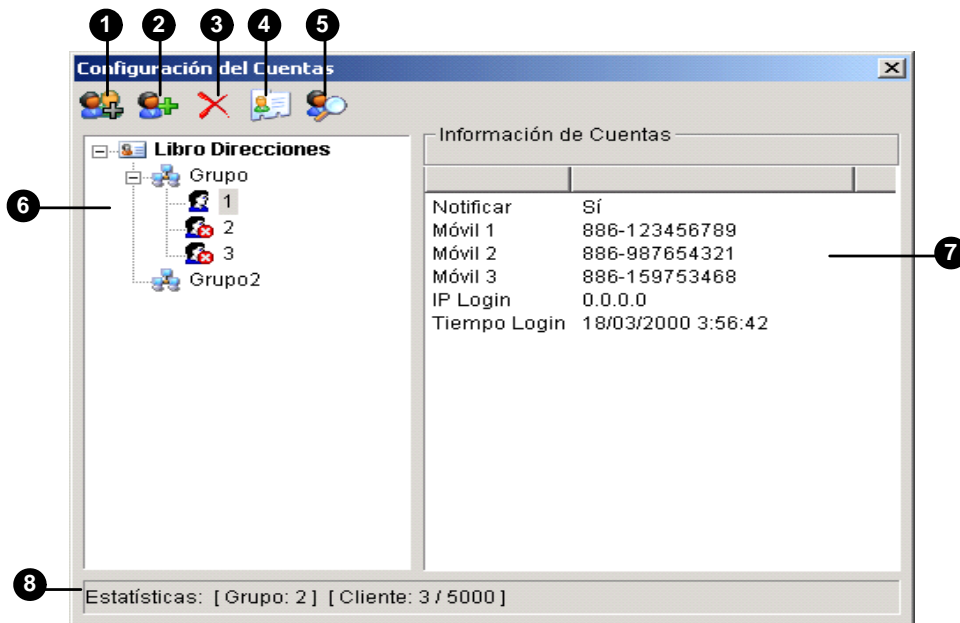 1 2 3 4 5
Configuración del Cuentas
Libro Direcciones
Grupo
1
2
3
Grupo2
6
Información de Cuentas
Notificar Sí
Móvil 1 886-123456789
Móvil 2 886-987654321
Móvil 3 886-159753468
IP Login 0.0.0.0
Tiempo Login 18/03/2000 3:56:42
7
8
Estatísticas: [ Grupo: 2 ] [ Cliente: 3 / 5000 ]